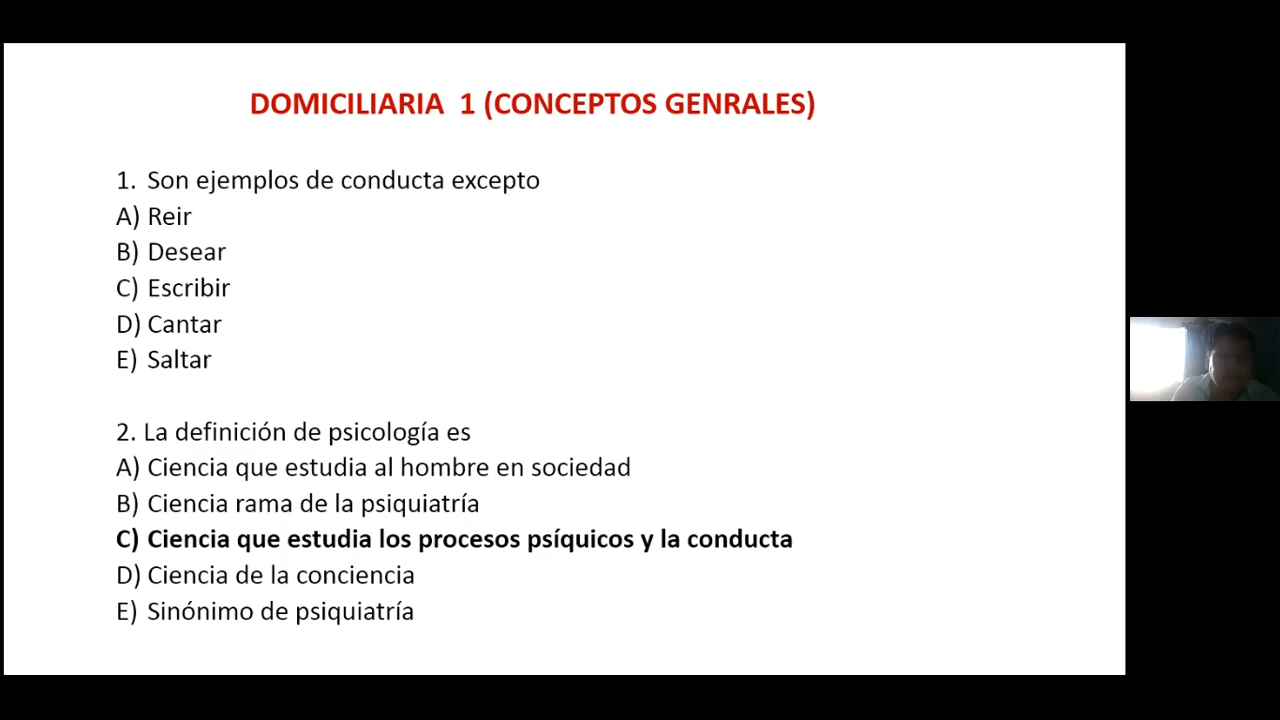 DOMICILIARIA 1 (CONCEPTOS GENRALES)
1. Son ejemplos de conducta excepto
A) Reir
B) Desear
C) Escribir
D) Cantar
E) Saltar
2. La definición de psicología es
A) Ciencia que estudia al hombre en sociedad
B) Ciencia rama de la psiquiatría
C) Ciencia que estudia los procesos psíquicos y la conducta
D) Ciencia de la conciencia
E) Sinónimo de psiquiatría